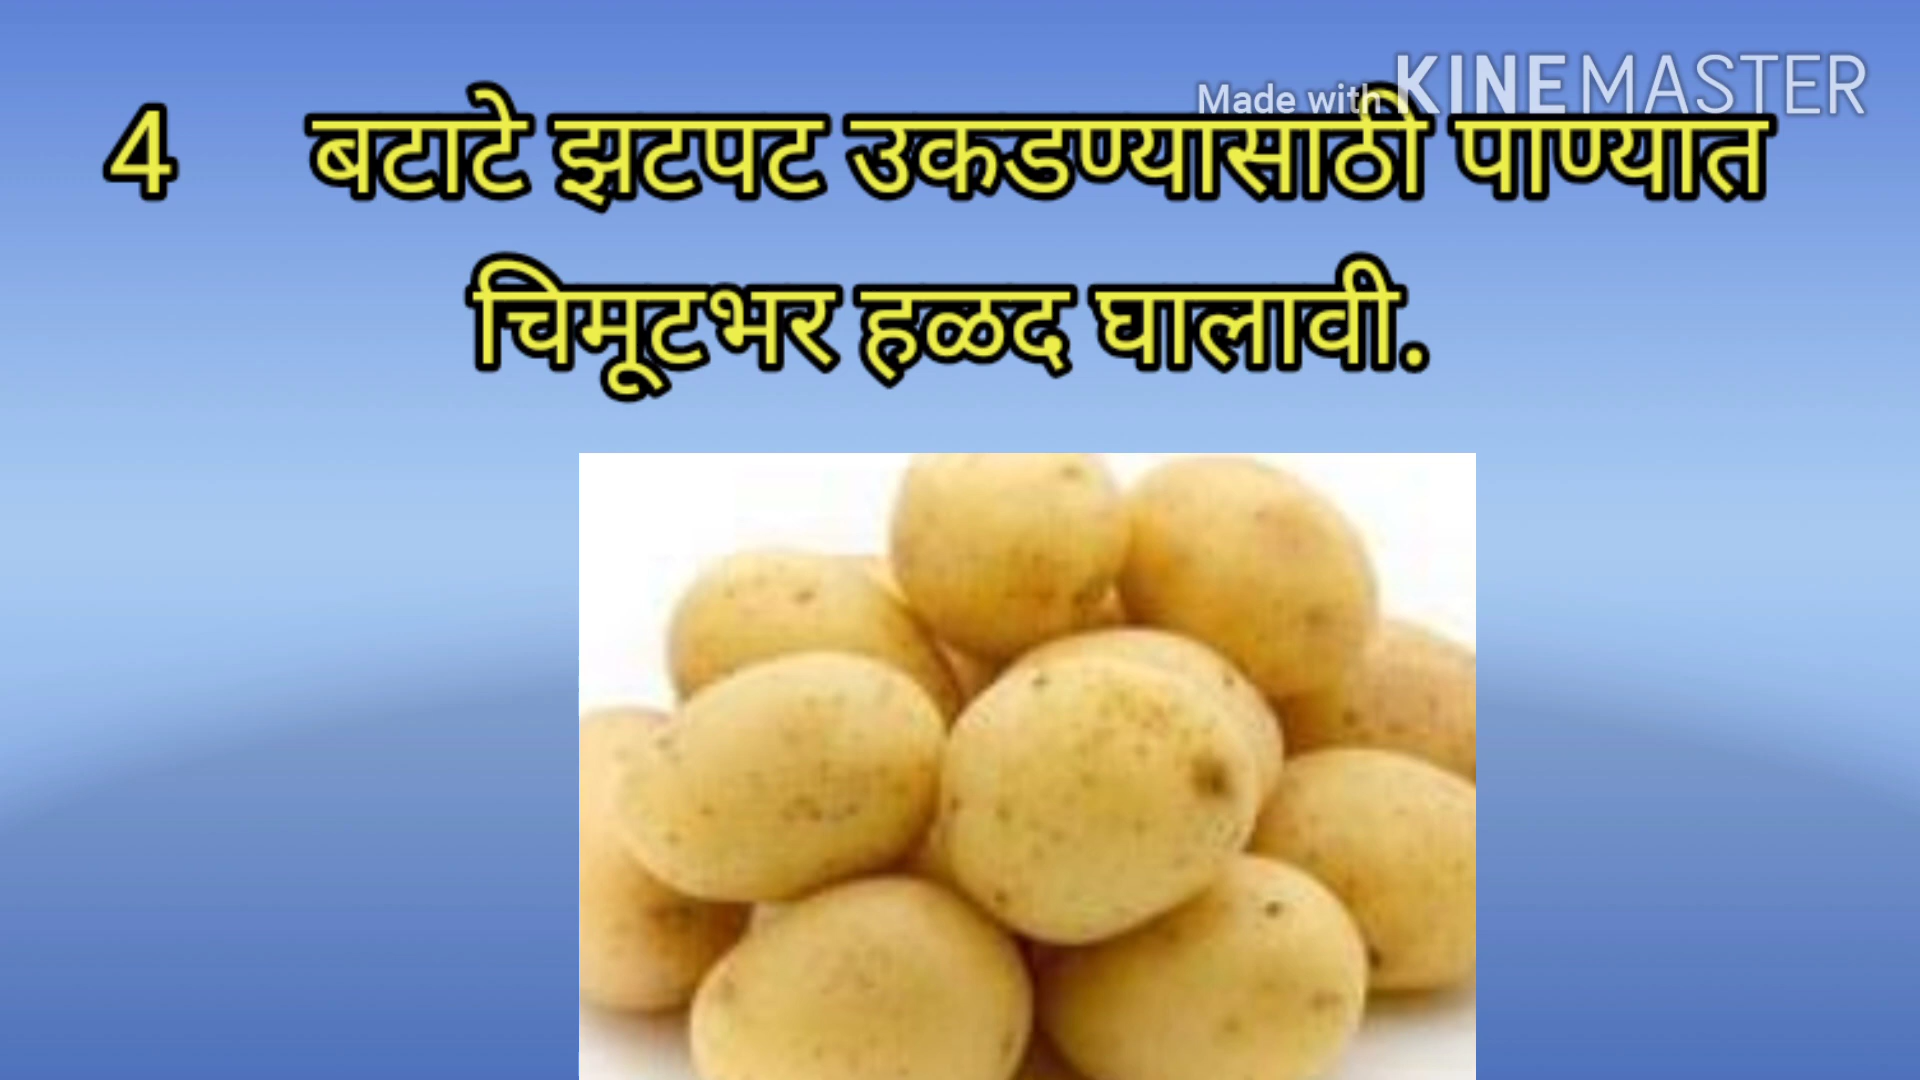 Made with KINEMASTER
4 बटाटे झटपट उकडण्यासाठी पाण्यात
चिमूटभर हळद घालावी.